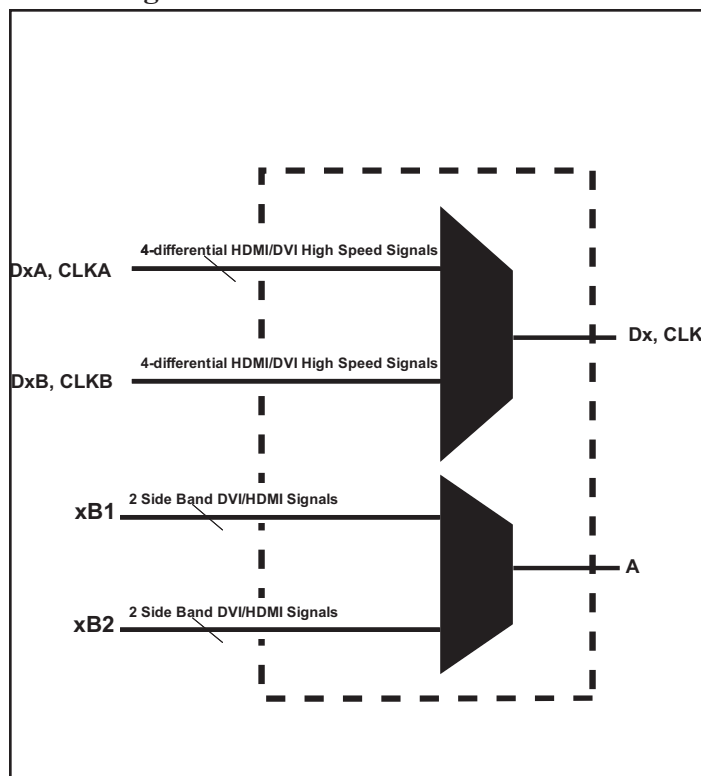 4-differential HDMI/DVI High Speed Signals
DxA, CLKA
Dx, CLK
4-differential HDMI/DVI High Speed Signals
DxB, CLKB
2 Side Band DVI/HDMI Signals
xB1
A
2 Side Band DVI/HDMI Signals
xB2